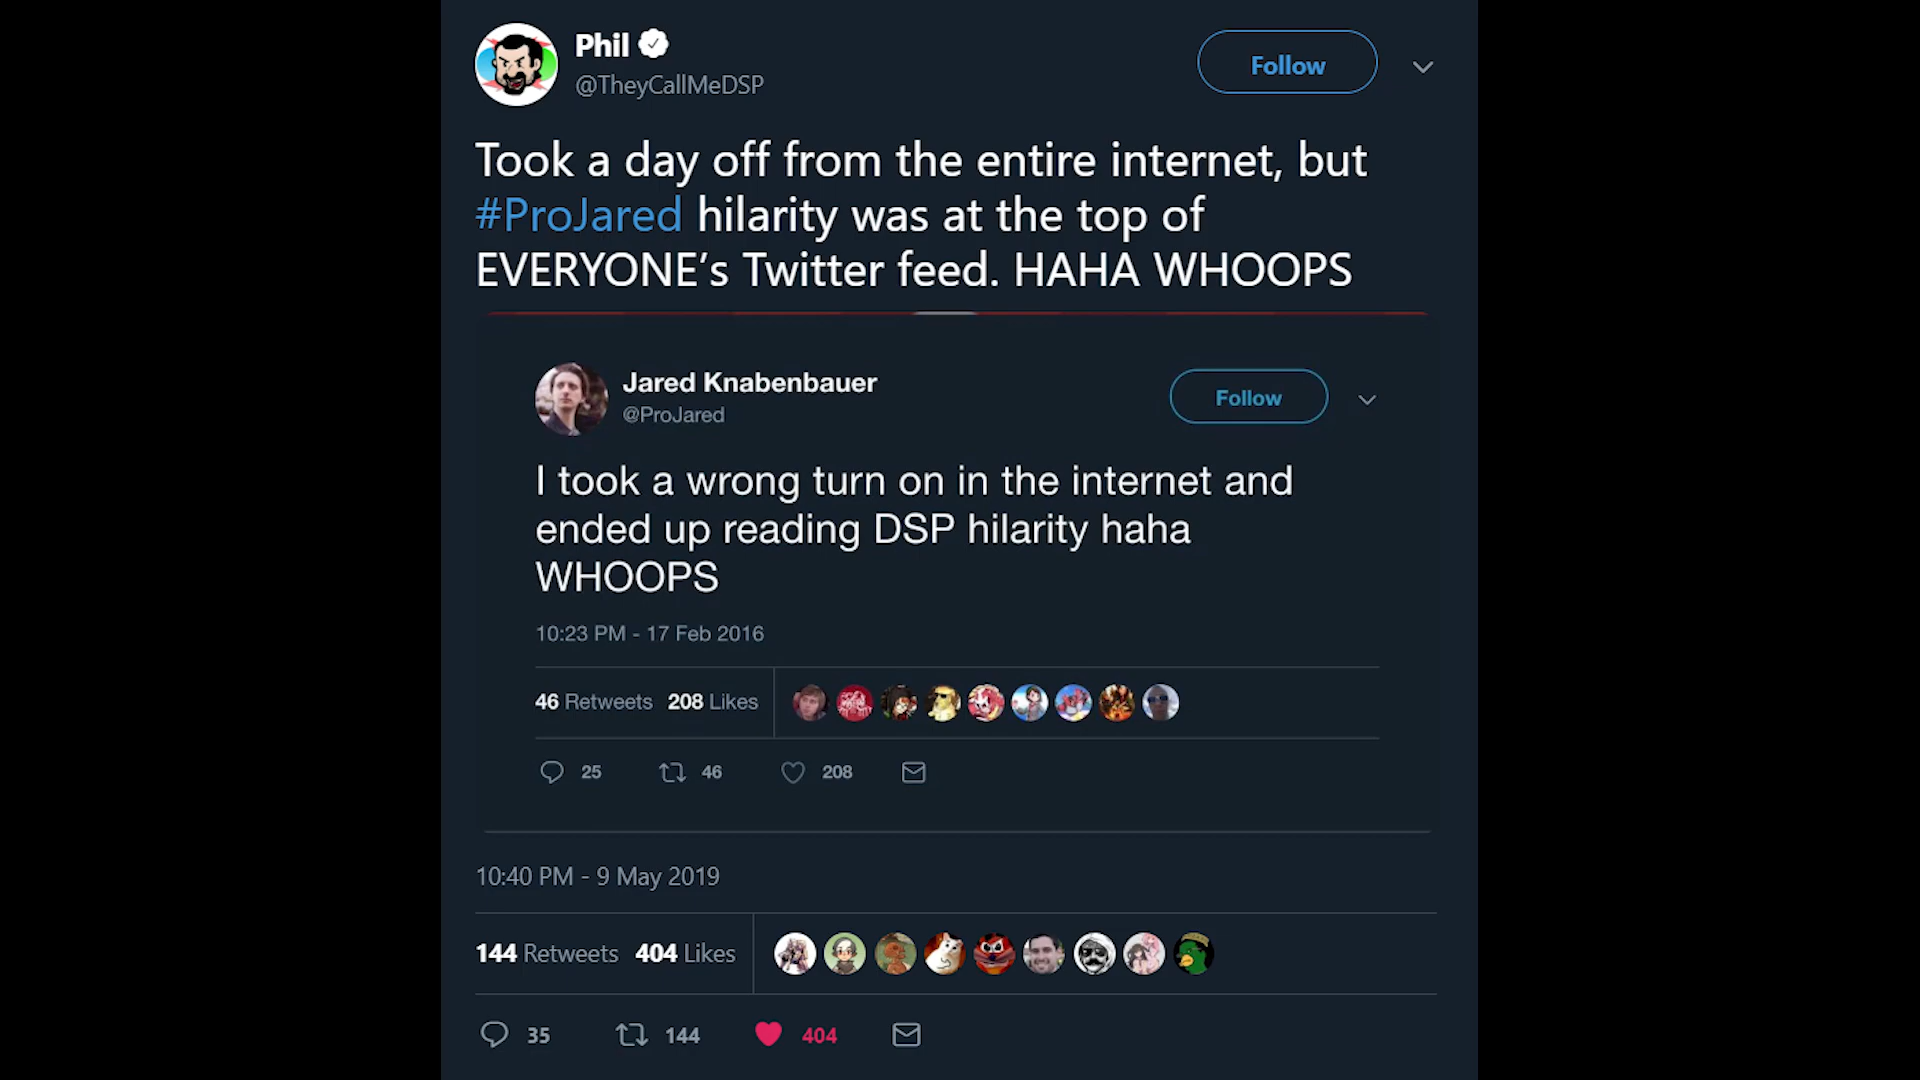 Phil
@TheyCallMeDSP
Follow
Took a day off from the entire internet, but
#ProJared hilarity was at the top of
EVERYONE’s Twitter feed. HAHA WHOOPS
Jared Knabenbauer
@ProJared
Follow
I took a wrong turn on in the internet and
ended up reading DSP hilarity haha
WHOOPS
10:23 PM - 17 Feb 2016
46 Retweets 208 Likes
25 46 208
10:40 PM - 9 May 2019
144 Retweets 404 Likes
35 144 404